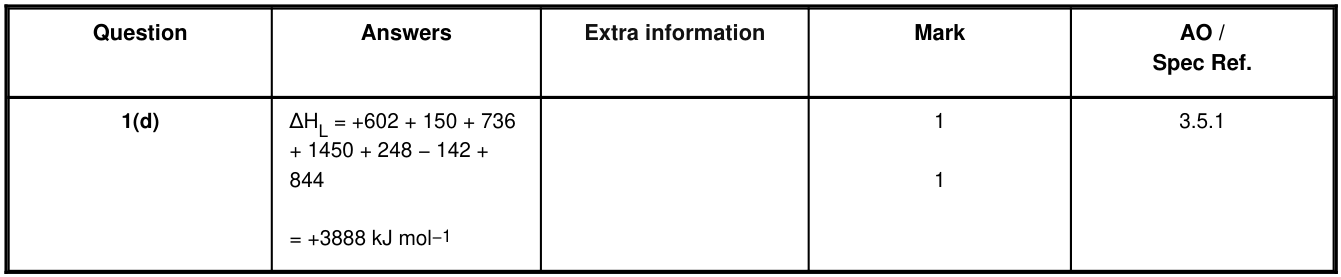 Question
Answers
Extra information
Mark
AO /
Spec Ref.
1(d)
ΔHL = +602 + 150 + 736
+ 1450 + 248 − 142 +
844
= +3888 kJ mol−1
1
1
3.5.1